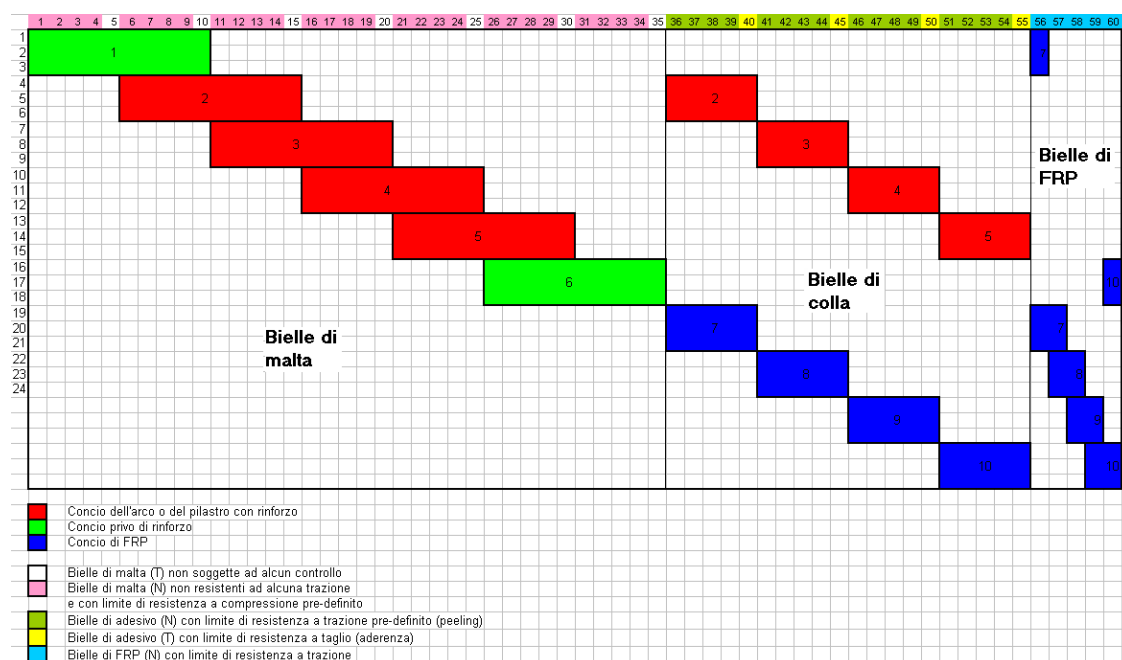 1 2 3 4 5 6 7 8 9 10 11 12 13 14 15 16 17 18 19 20 21 22 23 24 25 26 27 28 29 30 31 32 33 34 35 36 37 38 39 40 41 42 43 44 45 46 47 48 49 50 51 52 53 54 55 56 57 58 59 60
1
1 7
2
3
4
5 2 2
6
7
8 3 3
9
Bielle di
FRP
10
11 4 4
12
13
14 5 5
15
16
17 6 10
18
Bielle di
colla
19
20 7 7
21
Bielle di
malta
22
23 8 8
24
9 9
10 10
Concio dell'arco o del pilastro con rinforzo
Concio privo di rinforzo
Concio di FRP
Bielle di malta (T) non soggette ad alcun controllo
Bielle di malta (N) non resistenti ad alcuna trazione
e con limite di resistenza a compressione pre-definito
Bielle di adesivo (N) con limite di resistenza a trazione pre-definito (peeling)
Bielle di adesivo (T) con limite di resistenza a taglio (aderenza)
Bielle di FRP (N) con limite di resistenza a trazione